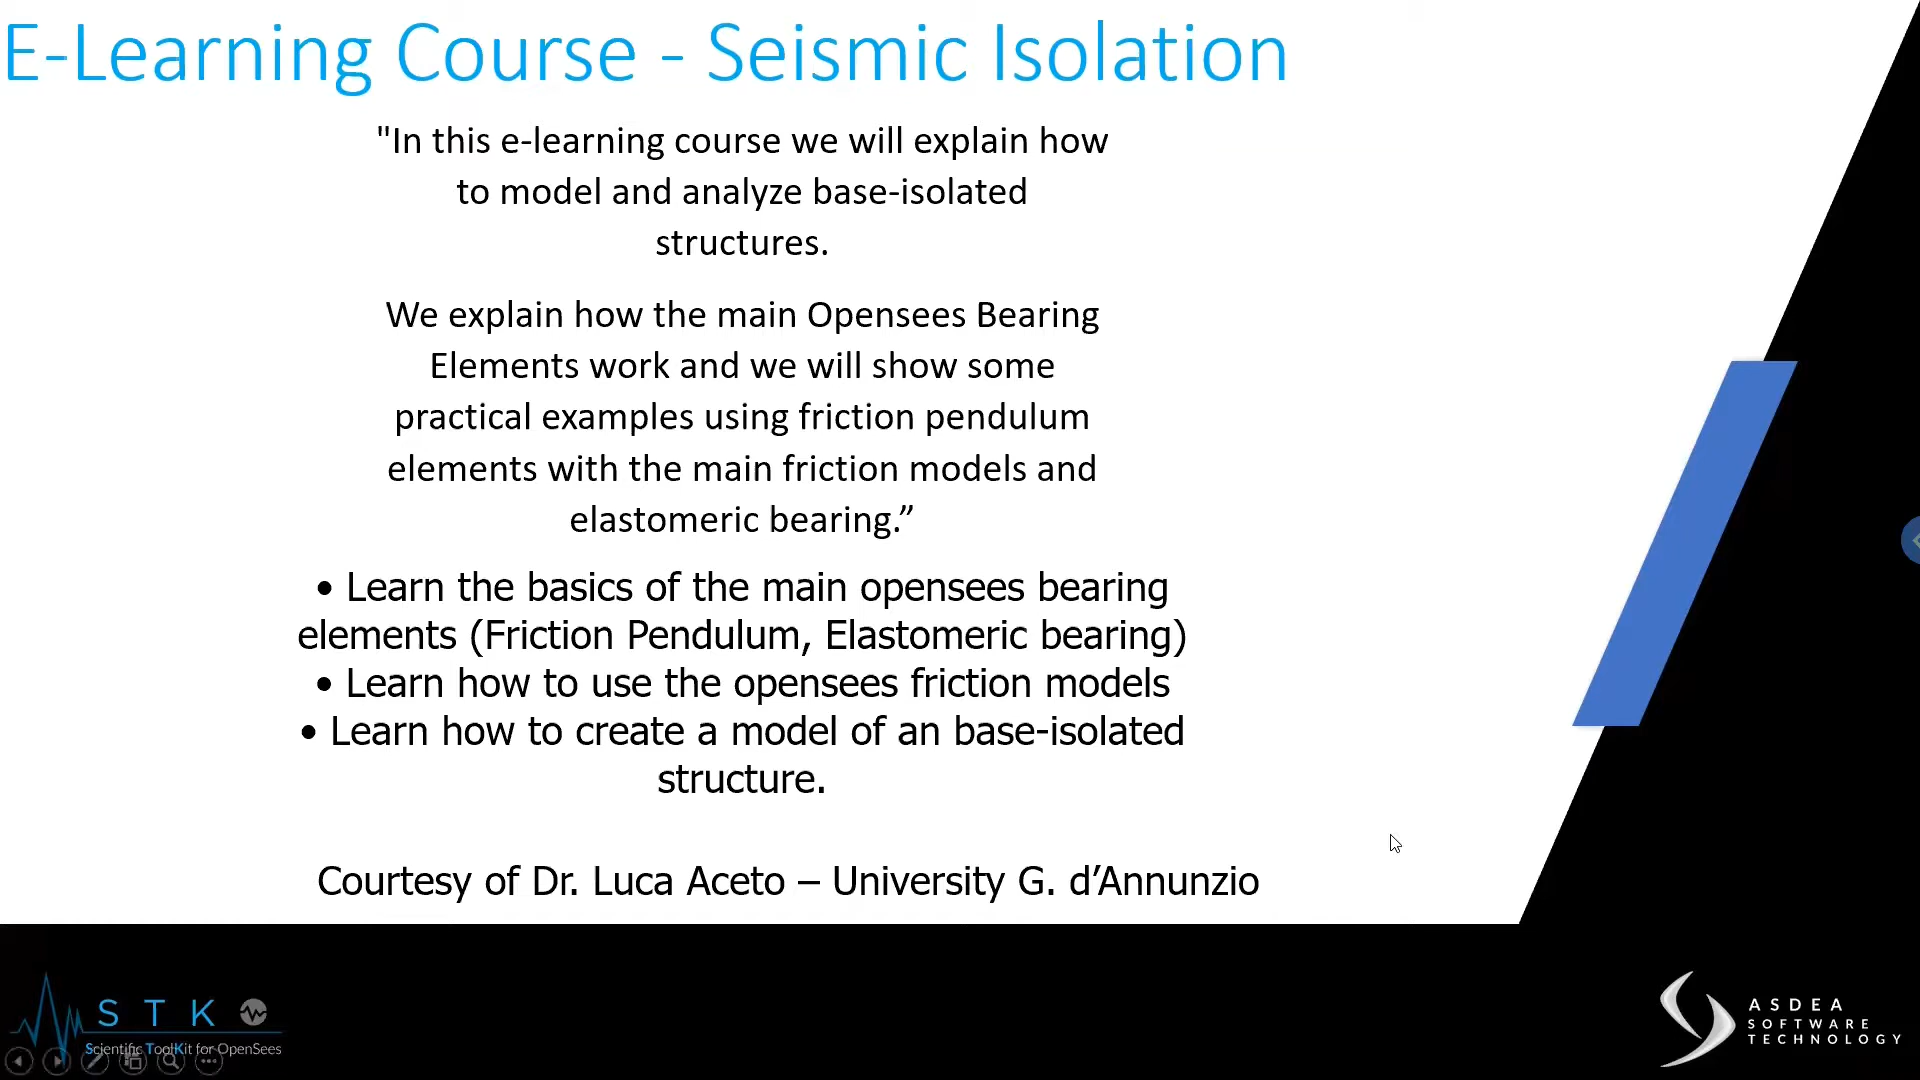 E-Learning Course - Seismic Isolation
"In this e-learning course we will explain how
to model and analyze base-isolated
structures.
We explain how the main Opensees Bearing
Elements work and we will show some
practical examples using friction pendulum
elements with the main friction models and
elastomeric bearing.”
• Learn the basics of the main opensees bearing
elements (Friction Pendulum, Elastomeric bearing)
• Learn how to use the opensees friction models
• Learn how to create a model of an base-isolated
structure.
Courtesy of Dr. Luca Aceto – University G. d’Annunzio
S T K
Scientific ToolKit for OpenSees
ASDEA
SOFTWARE
TECHNOLOGY